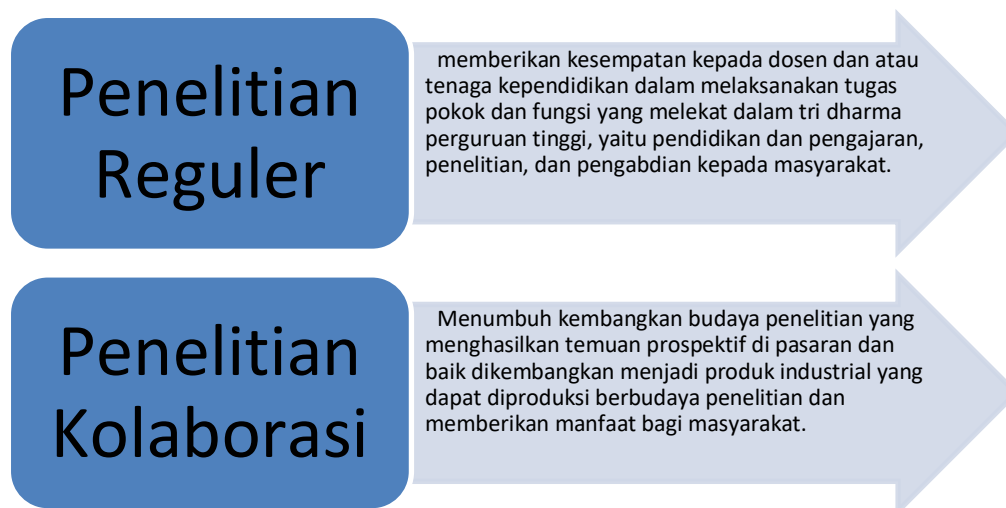 Penelitian
Reguler
memberikan kesempatan kepada dosen dan atau
tenaga kependidikan dalam melaksanakan tugas
pokok dan fungsi yang melekat dalam tri dharma
perguruan tinggi, yaitu pendidikan dan pengajaran,
penelitian, dan pengabdian kepada masyarakat.
Penelitian
Kolaborasi
Menumbuh kembangkan budaya penelitian yang
menghasilkan temuan prospektif di pasaran dan
baik dikembangkan menjadi produk industrial yang
dapat diproduksi berbudaya penelitian dan
memberikan manfaat bagi masyarakat.